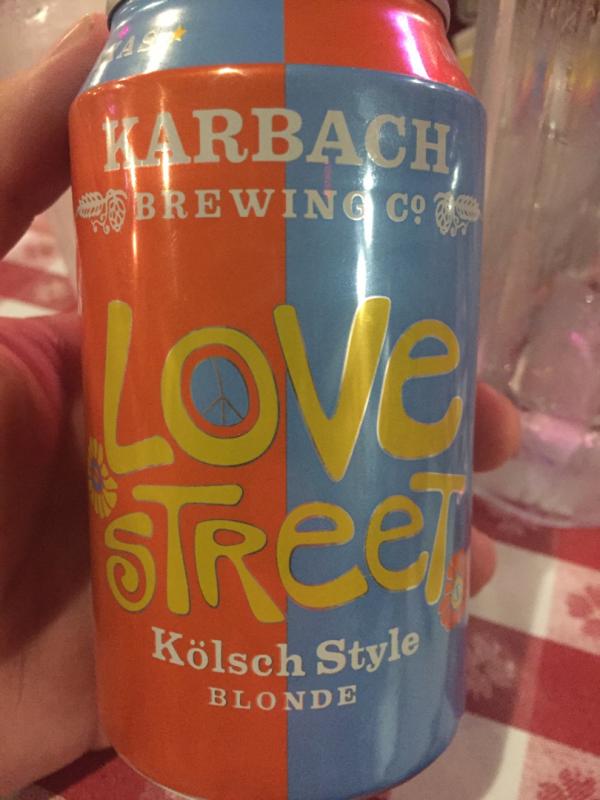 KARBACH
BREWING Cº
LOVE
STREET
Kölsch Style
BLONDE